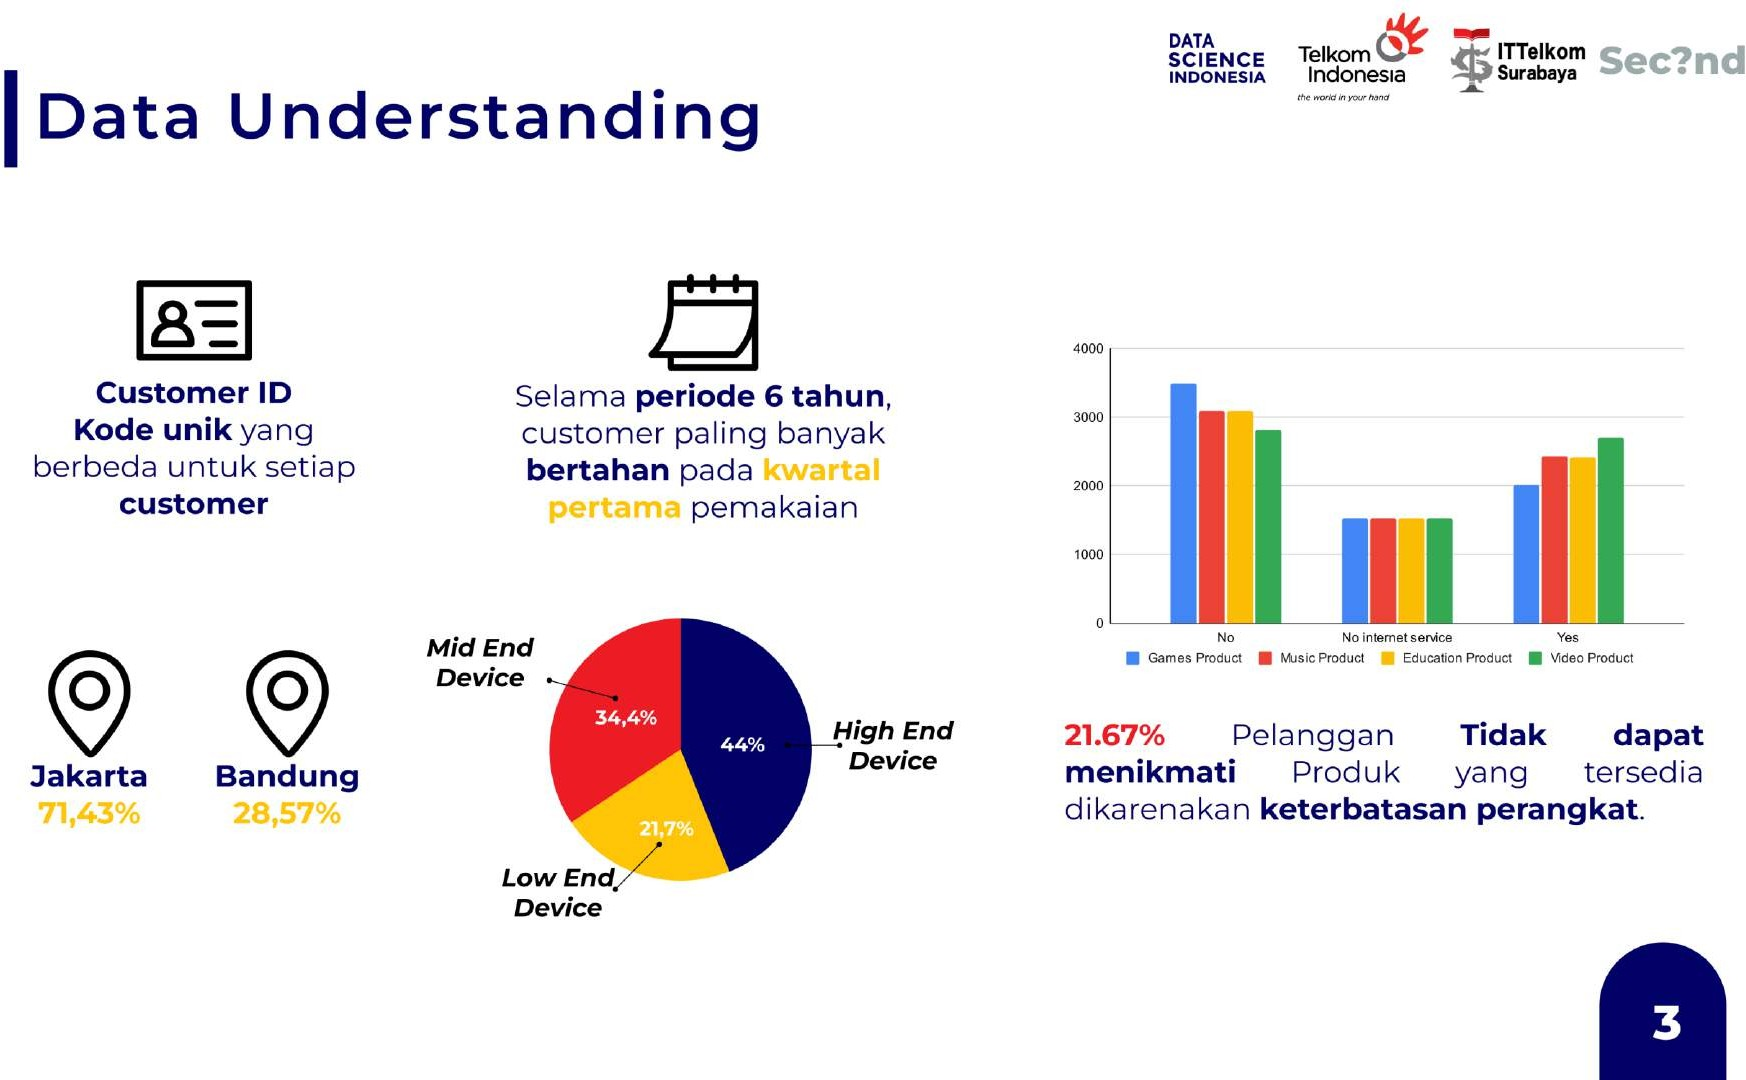 DATA
SCIENCE
INDONESIA
Telkom
Indonesia
the world in your hand
ITTelkom
Surabaya
Sec?nd
Data Understanding
Customer ID
Kode unik yang
berbeda untuk setiap
customer
Selama periode 6 tahun,
customer paling banyak
bertahan pada kwartal
pertama pemakaian
Jakarta
71,43%
Bandung
28,57%
Mid End
Device
34,4%
44%
High End
Device
21,7%
Low End
Device
4000
3000
2000
1000
0
No
No internet service
Yes
Games Product
Music Product
Education Product
Video Product
21.67% Pelanggan Tidak dapat
menikmati Produk yang tersedia
dikarenakan keterbatasan perangkat.
3